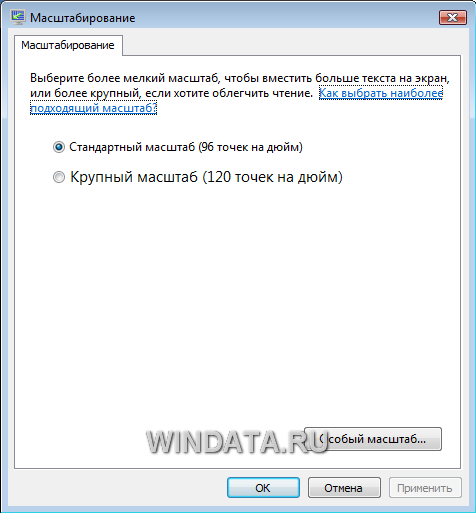 Масштабирование
Масштабирование
Выберите более мелкий масштаб, чтобы вместить больше текста на экран,
или более крупный, если хотите облегчить чтение. Как выбрать наиболее
подходящий масштаб?
Стандартный масштаб (96 точек на дюйм)
Крупный масштаб (120 точек на дюйм)
WINDATA.RU
Особый масштаб...
ОК
Отмена
Применить